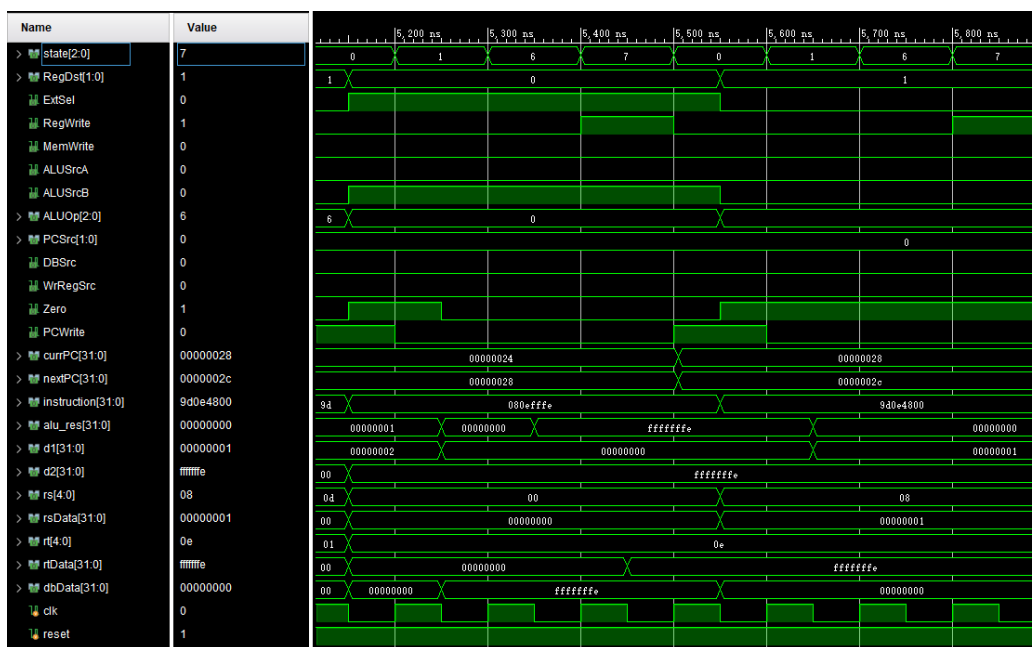 Name Value
5,200 ns 5,300 ns 5,400 ns 5,500 ns 5,600 ns 5,700 ns 5,800 ns
state[2:0] 7 0 1 6 7 0 1 6 7
RegDst[1:0] 1 1 0 1
ExtSel 0
RegWrite 1
MemWrite 0
ALUSrcA 0
ALUSrcB 0
ALUOp[2:0] 6 6 0
PCSrc[1:0] 0 0
DBSrc 0
WrRegSrc 0
Zero 1
PCWrite 0
currPC[31:0] 00000028 00000024 00000028
nextPC[31:0] 0000002c 00000028 0000002c
instruction[31:0] 9d0e4800 9d 080efffe 9d0e4800
alu_res[31:0] 00000000 00000001 00000000 fffffffe 00000000
d1[31:0] 00000001 00000002 00000000 00000001
d2[31:0] fffffffe 00 fffffffe
rs[4:0] 08 0d 00 08
rsData[31:0] 00000001 00 00000000 00000001
rt[4:0] 0e 01 0e
rtData[31:0] fffffffe 00 00000000 fffffffe
dbData[31:0] 00000000 00 00000000 fffffffe 00000000
clk 0
reset 1